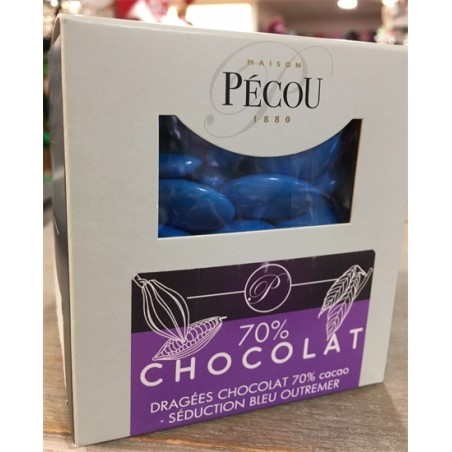 MAISON
PÉCOU
1880
P
70%
CHOCOLAT
DRAGÉES CHOCOLAT 70% cacao
- SÉDUCTION BLEU OUTREMER